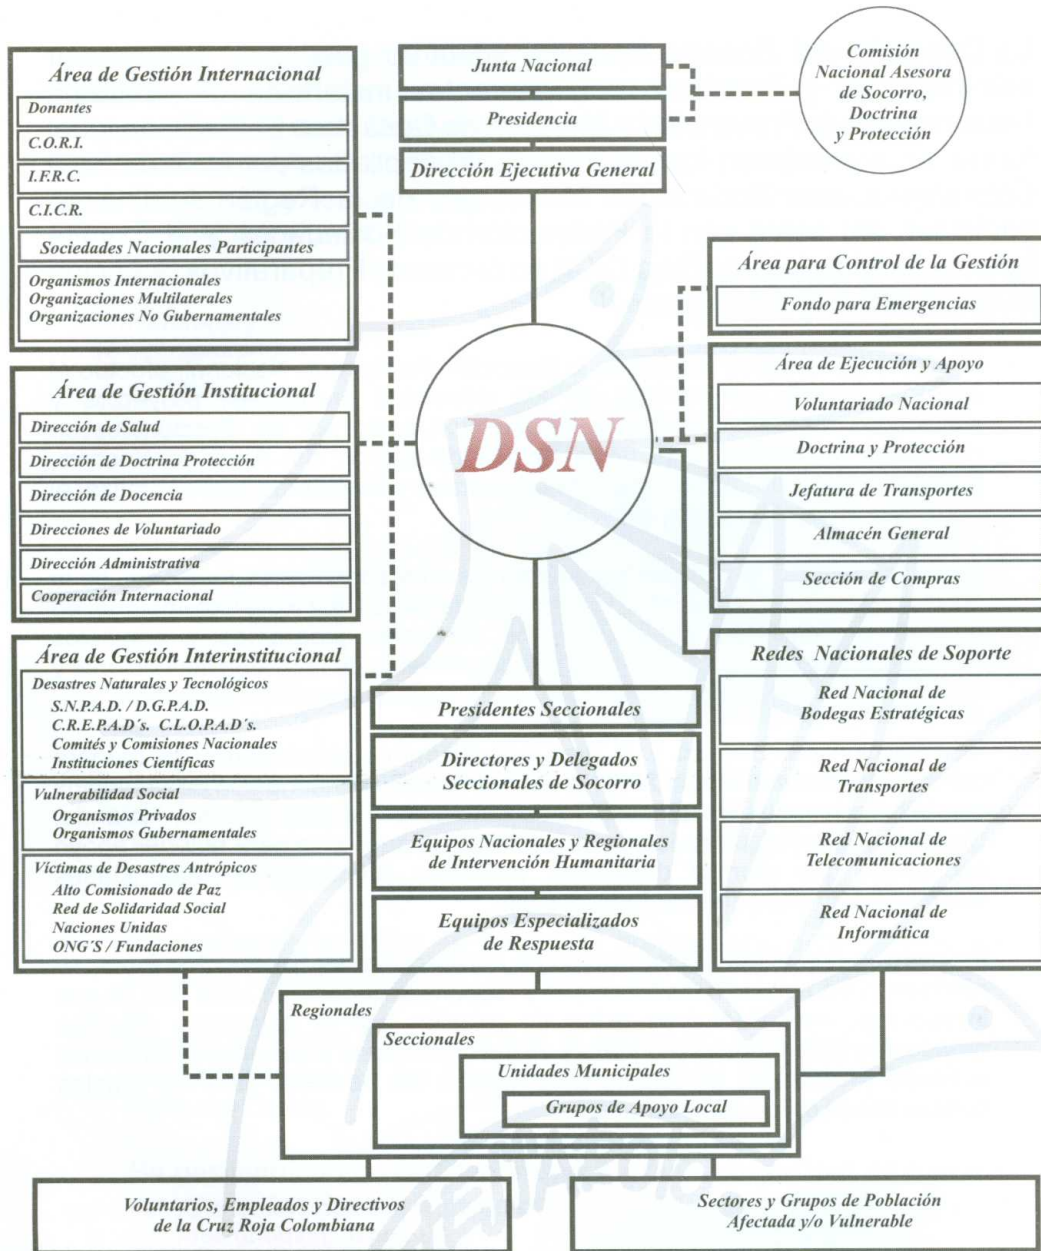 Área de Gestión Internacional
Donantes
C.O.R.I.
I.F.R.C.
C.I.C.R.
Sociedades Nacionales Participantes
Organismos Internacionales
Organizaciones Multilaterales
Organizaciones No Gubernamentales
Junta Nacional
Presidencia
Dirección Ejecutiva General
Comisión
Nacional Asesora
de Socorro,
Doctrina
y Protección
Área de Gestión Institucional
Dirección de Salud
Dirección de Doctrina Protección
Dirección de Docencia
Direcciones de Voluntariado
Dirección Administrativa
Cooperación Internacional
DSN
Área para Control de la Gestión
Fondo para Emergencias
Área de Ejecución y Apoyo
Voluntariado Nacional
Doctrina y Protección
Jefatura de Transportes
Almacén General
Sección de Compras
Área de Gestión Interinstitucional
Desastres Naturales y Tecnológicos
S.N.P.A.D. / D.G.P.A.D.
C.R.E.P.A.D´s. C.L.O.P.A.D´s.
Comités y Comisiones Nacionales
Instituciones Científicas
Vulnerabilidad Social
Organismos Privados
Organismos Gubernamentales
Víctimas de Desastres Antrópicos
Alto Comisionado de Paz
Red de Solidaridad Social
Naciones Unidas
ONG´S / Fundaciones
Presidentes Seccionales
Directores y Delegados
Seccionales de Socorro
Equipos Nacionales y Regionales
de Intervención Humanitaria
Equipos Especializados
de Respuesta
Redes Nacionales de Soporte
Red Nacional de
Bodegas Estratégicas
Red Nacional de
Transportes
Red Nacional de
Telecomunicaciones
Red Nacional de
Informática
Regionales
Seccionales
Unidades Municipales
Grupos de Apoyo Local
Voluntarios, Empleados y Directivos
de la Cruz Roja Colombiana
Sectores y Grupos de Población
Afectada y/o Vulnerable